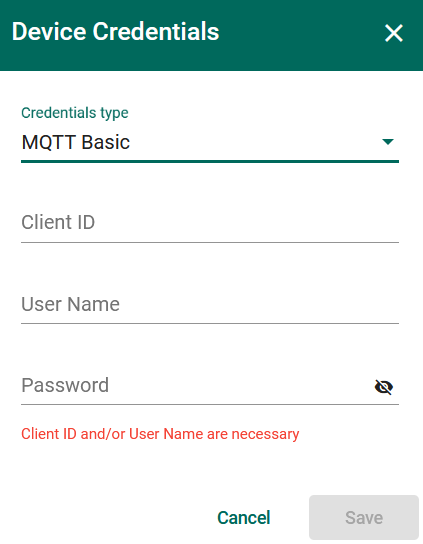 Device Credentials
Credentials type
MQTT Basic
Client ID
User Name
Password
Client ID and/or User Name are necessary
Cancel
Save